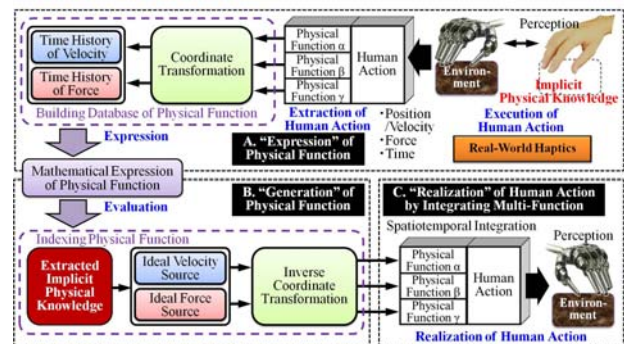 Time History
of Velocity
Time History
of Force
Coordinate
Transformation
Building Database of Physical Function
Physical
Function α
Physical
Function β
Physical
Function γ
Human
Action
Extraction of
Human Action
•Position
/Velocity
•Force
•Time
Perception
Environ-
ment
Implicit
Physical Knowledge
Execution of
Human Action
Real-World Haptics
A. “Expression” of
Physical Function
Expression
Mathematical Expression
of Physical Function
Evaluation
B. “Generation” of
Physical Function
Indexing Physical Function
Extracted
Implicit
Physical
Knowledge
Ideal Velocity
Source
Ideal Force
Source
Inverse
Coordinate
Transformation
C. “Realization” of Human Action
by Integrating Multi-Function
Spatiotemporal Integration
Physical
Function α
Physical
Function β
Physical
Function γ
Human
Action
Perception
Environ-
ment
Realization of Human Action